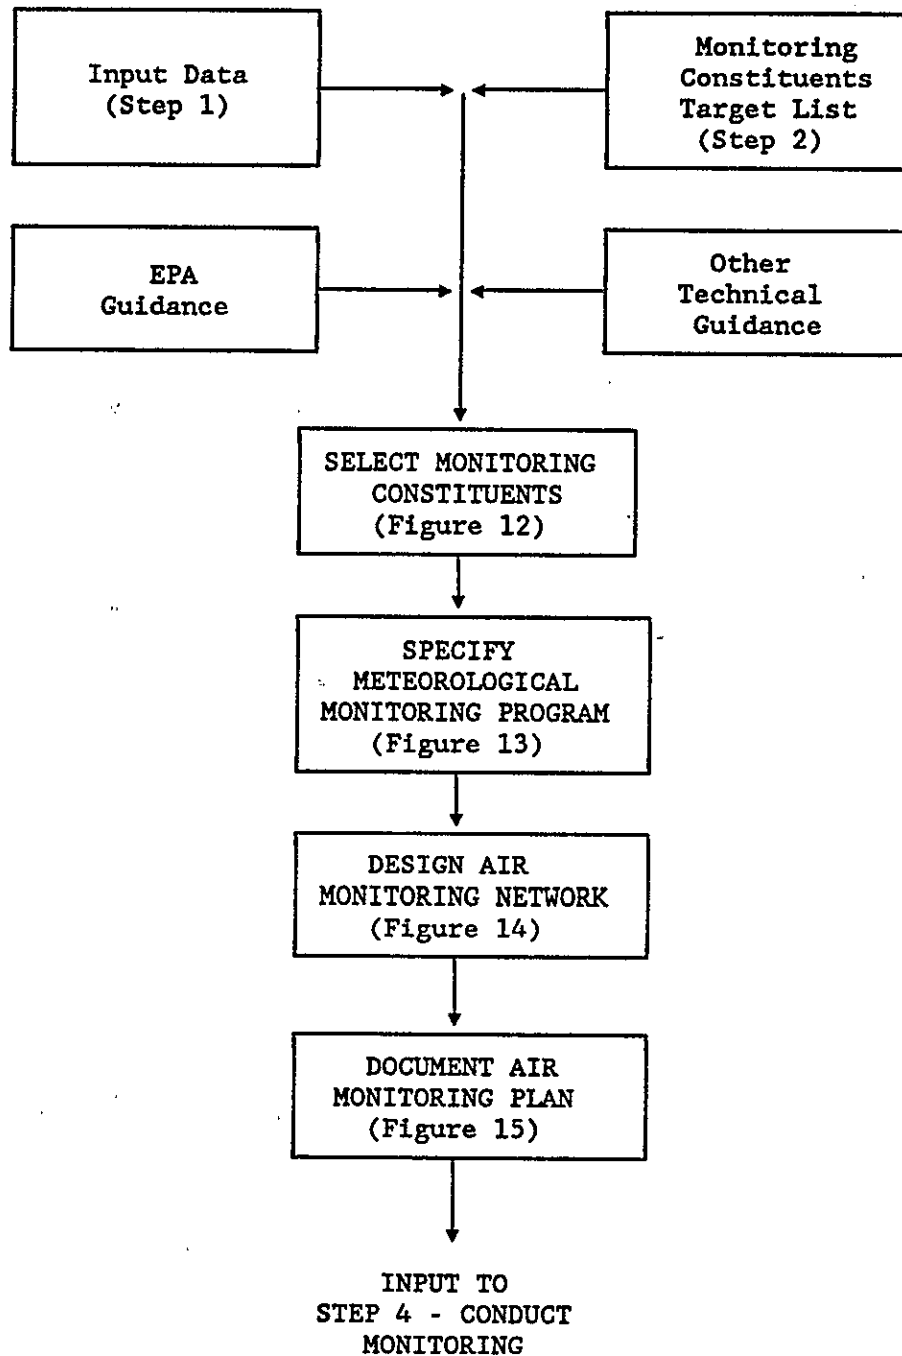 Input Data
(Step 1)
Monitoring
Constituents
Target List
(Step 2)
EPA
Guidance
Other
Technical
Guidance
SELECT MONITORING
CONSTITUENTS
(Figure 12)
SPECIFY
METEOROLOGICAL
MONITORING PROGRAM
(Figure 13)
DESIGN AIR
MONITORING NETWORK
(Figure 14)
DOCUMENT AIR
MONITORING PLAN
(Figure 15)
INPUT TO
STEP 4 - CONDUCT
MONITORING